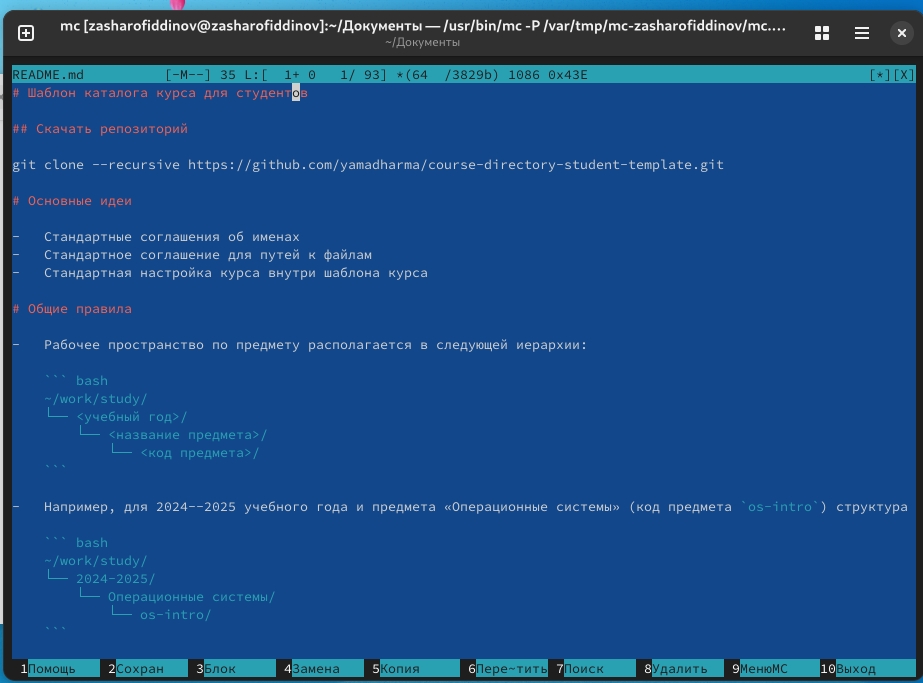 mc [zasharofiddinov@zasharofiddinov]:~/Документы — /usr/bin/mc -P /var/tmp/mc-zasharofiddinov/mc....
~/Документы
README.md [-M--] 35 L:[ 1+ 0 1/ 93] *(64 /3829b) 1086 0x43E [*][X]
# Шаблон каталога курса для студентов
## Скачать репозиторий
git clone --recursive https://github.com/yamadharma/course-directory-student-template.git
# Основные идеи
- Стандартные соглашения об именах
- Стандартное соглашение для путей к файлам
- Стандартная настройка курса внутри шаблона курса
# Общие правила
- Рабочее пространство по предмету располагается в следующей иерархии:
``` bash
~/work/study/
└── <учебный год>/
└── <название предмета>/
└── <код предмета>/
```
- Например, для 2024--2025 учебного года и предмета «Операционные системы» (код предмета `os-intro`) структура
``` bash
~/work/study/
└── 2024-2025/
└── Операционные системы/
└── os-intro/
```
1Помощь 2Сохран 3Блок 4Замена 5Копия 6Пере~тить 7Поиск 8Удалить 9МенюМС 10Выход